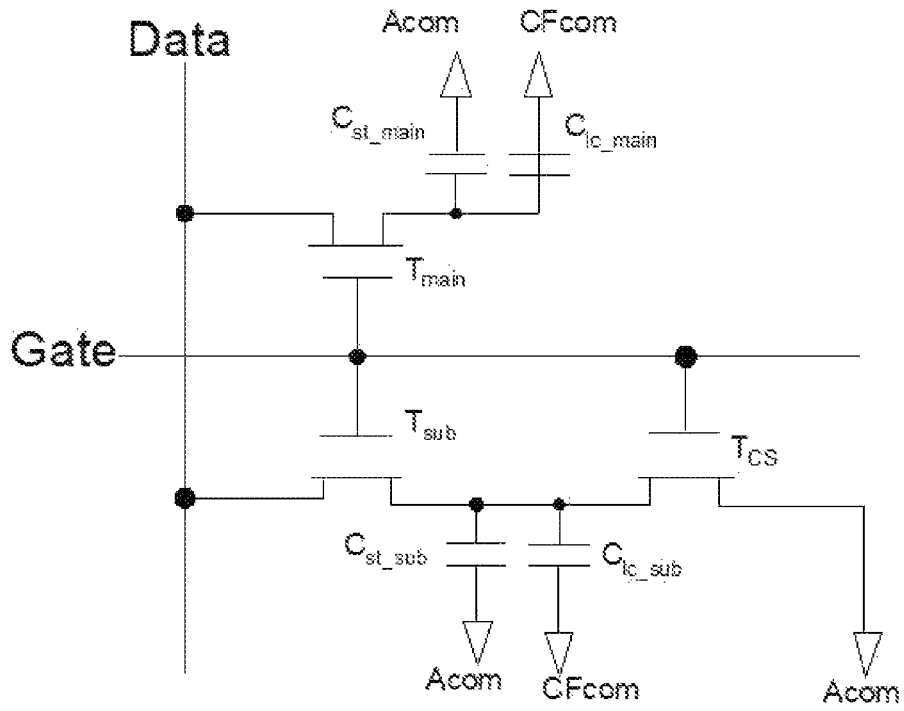 Acom CFcom
Data
C_st_main C_lc_main
T_main
Gate
T_sub T_CS
C_st_sub C_lc_sub
Acom CFcom Acom